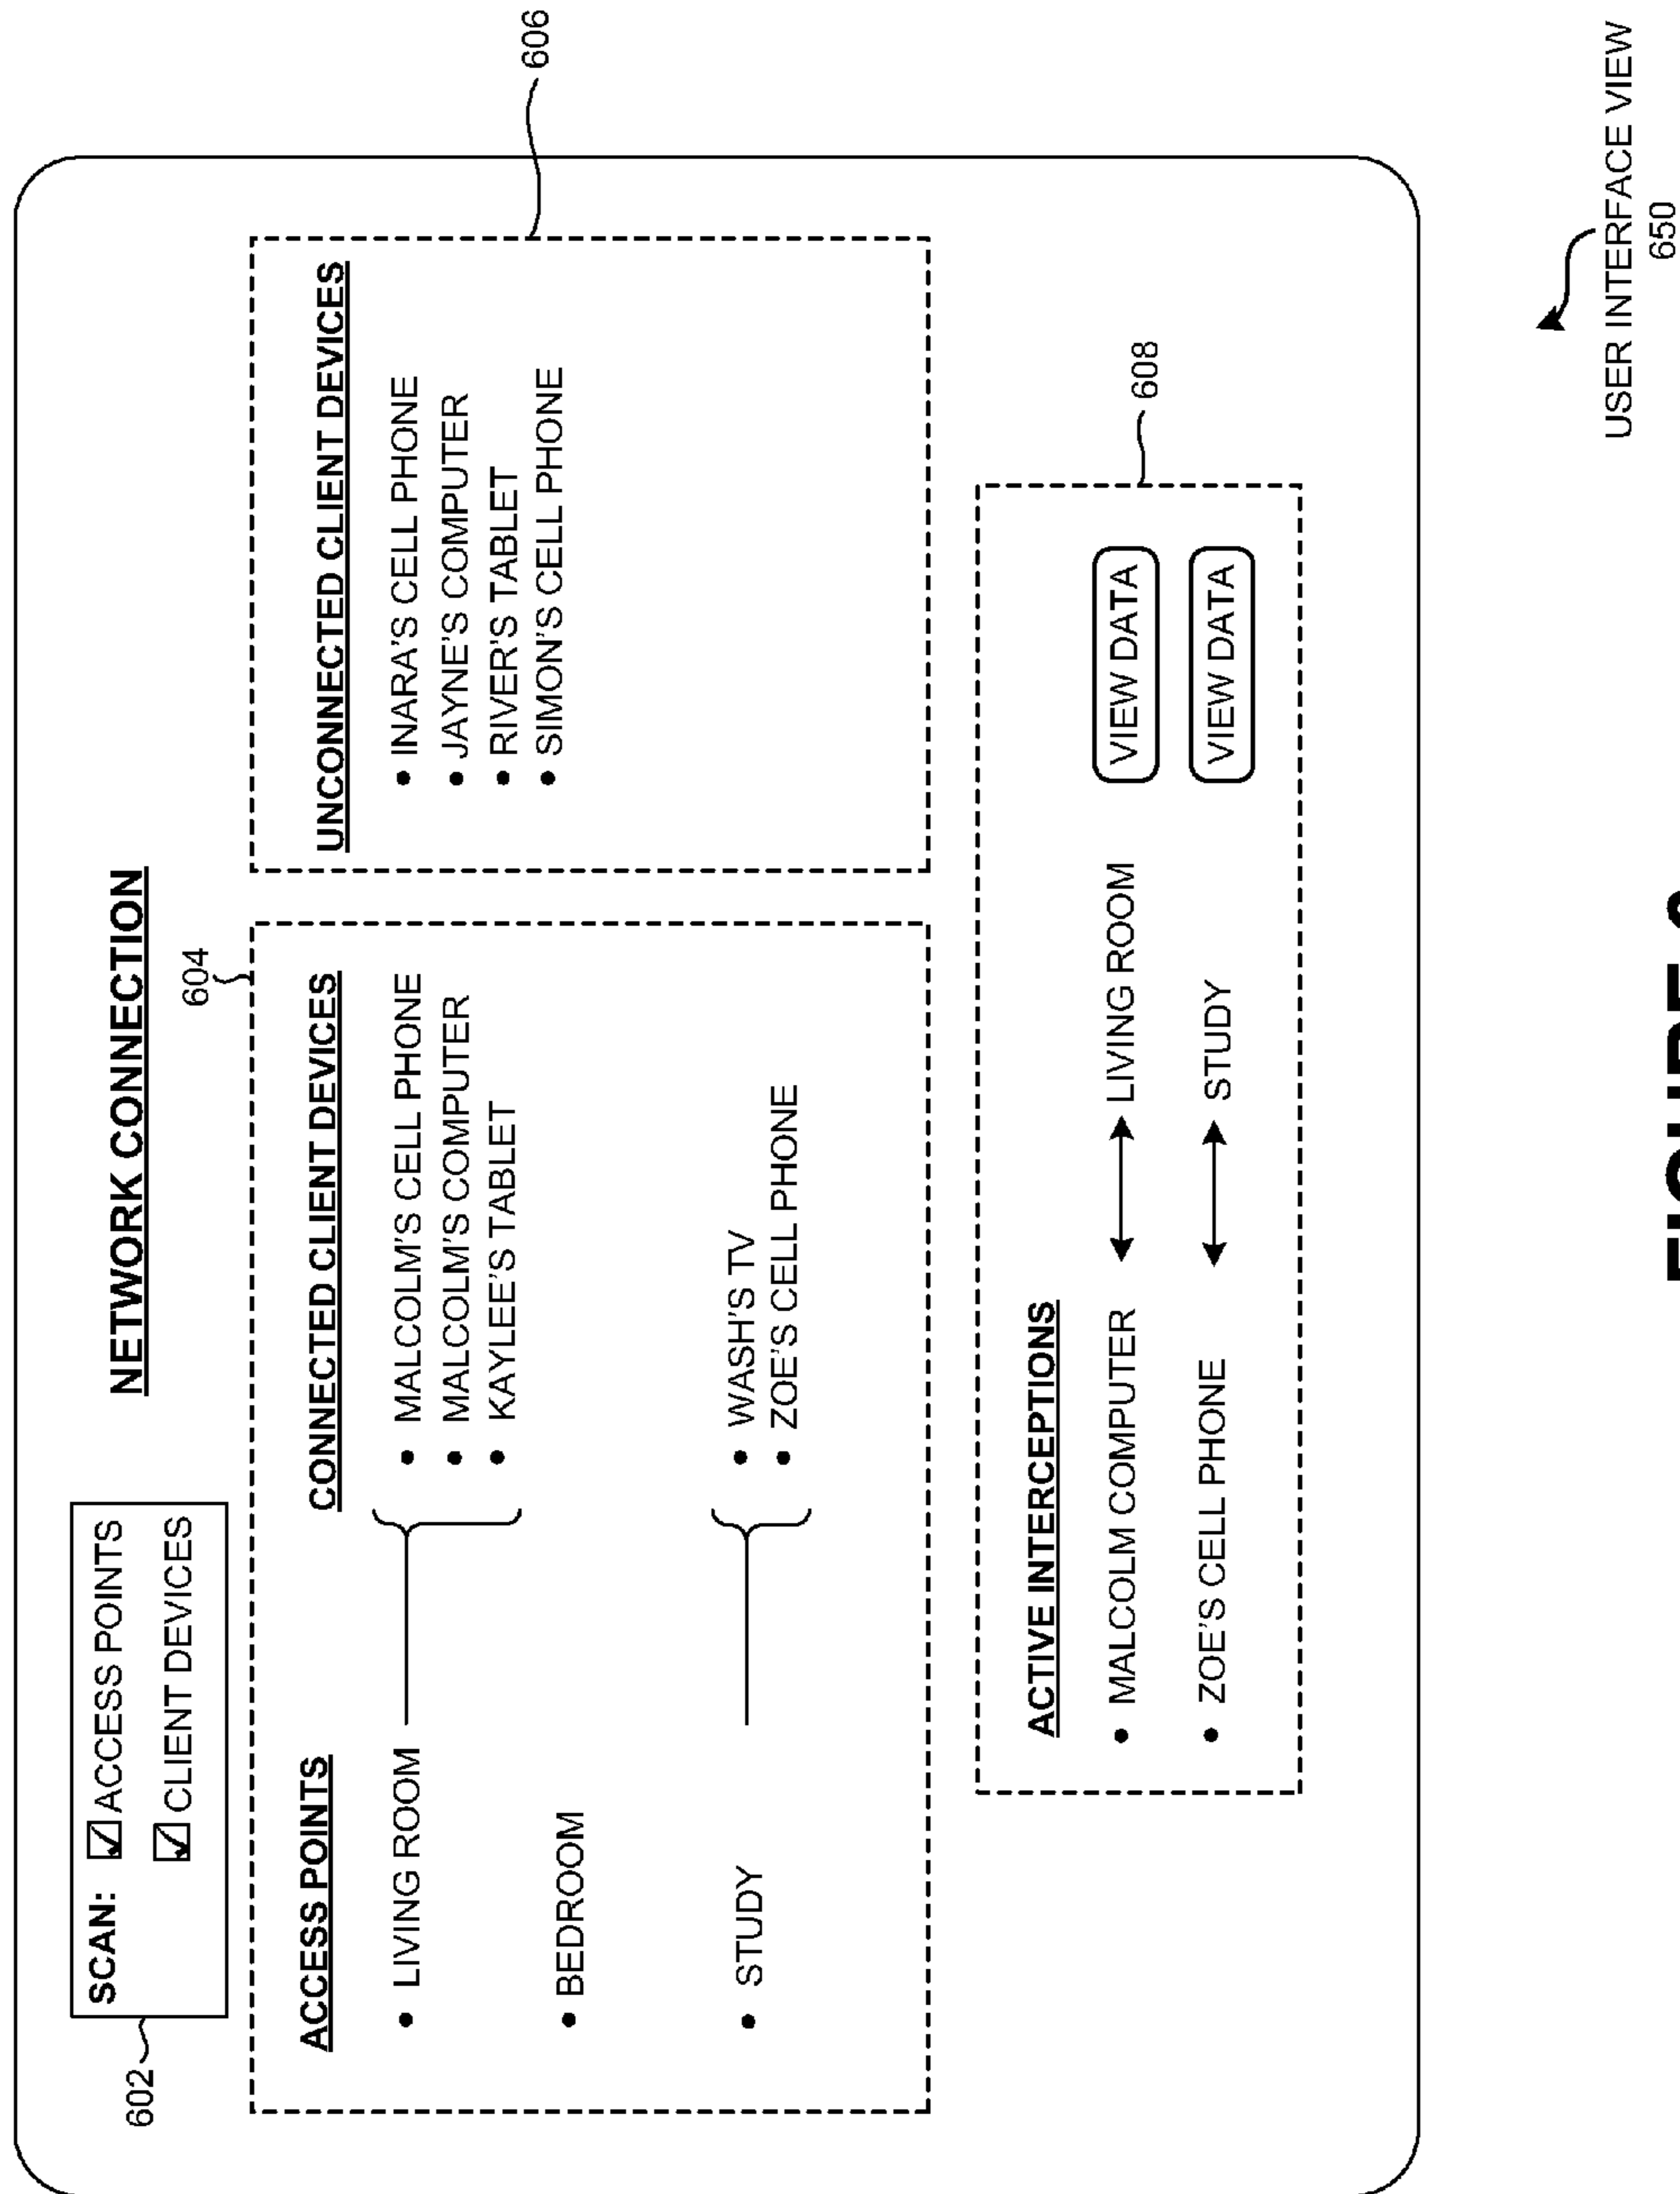 NETWORK CONNECTION
SCAN: ☑ ACCESS POINTS
☑ CLIENT DEVICES
602
604
ACCESS POINTS
• LIVING ROOM
• BEDROOM
• STUDY
CONNECTED CLIENT DEVICES
• MALCOLM'S CELL PHONE
• MALCOLM'S COMPUTER
• KAYLEE'S TABLET
• WASH'S TV
• ZOE'S CELL PHONE
UNCONNECTED CLIENT DEVICES
• INARA'S CELL PHONE
• JAYNE'S COMPUTER
• RIVER'S TABLET
• SIMON'S CELL PHONE
606
ACTIVE INTERCEPTIONS
• MALCOLM COMPUTER ↔ LIVING ROOM VIEW DATA
• ZOE'S CELL PHONE ↔ STUDY VIEW DATA
608
USER INTERFACE VIEW
650
FIGURE